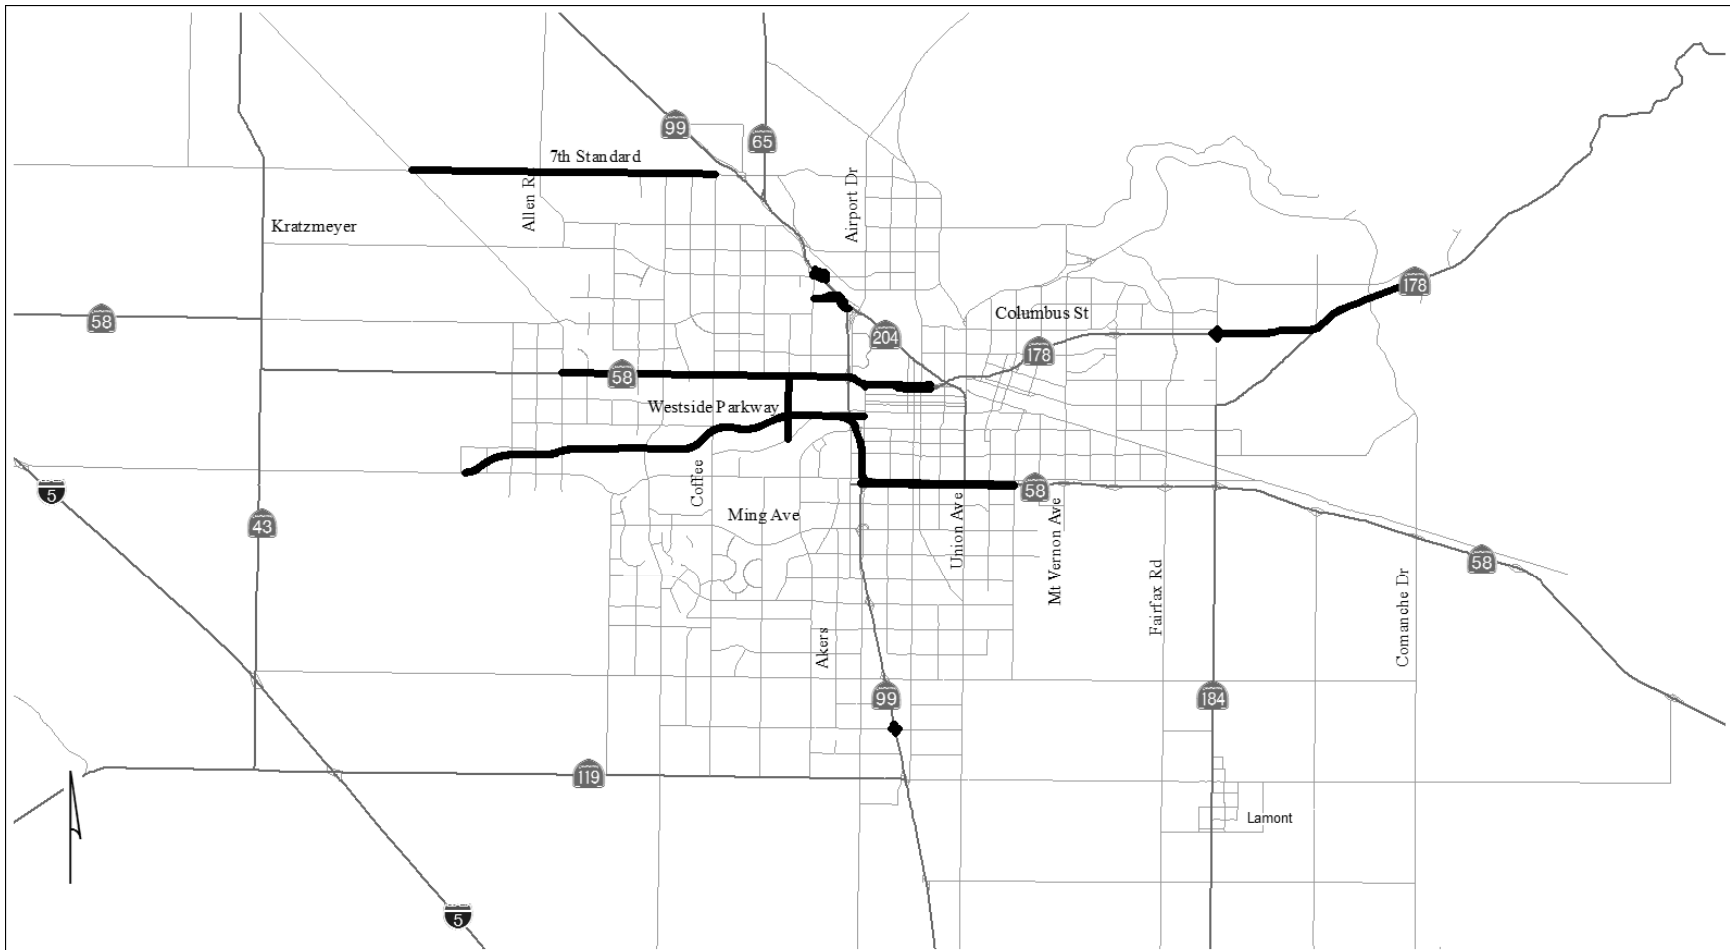 99
65
7th Standard
Allen R
Airport Dr
Kratzmeyer
178
58
Columbus St
204
178
58
Westside Parkway
Coffee
5
58
43
Ming Ave
Union Ave
Mt Vernon Ave
58
Fairfax Rd
Comanche Dr
Akers
99
184
119
Lamont
5